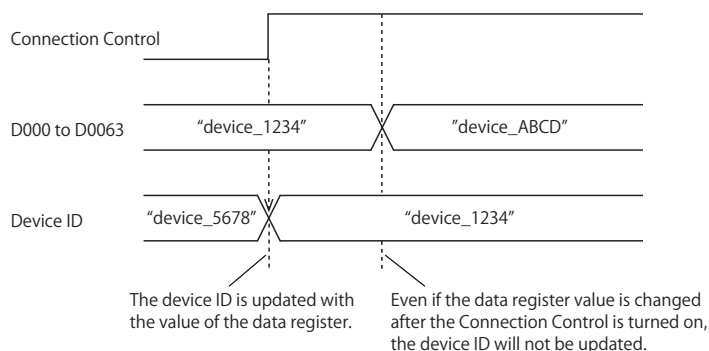 Connection Control
D000 to D0063
“device_1234”
”device_ABCD”
Device ID
“device_5678”
“device_1234”
The device ID is updated with
the value of the data register.
Even if the data register value is changed
after the Connection Control is turned on,
the device ID will not be updated.